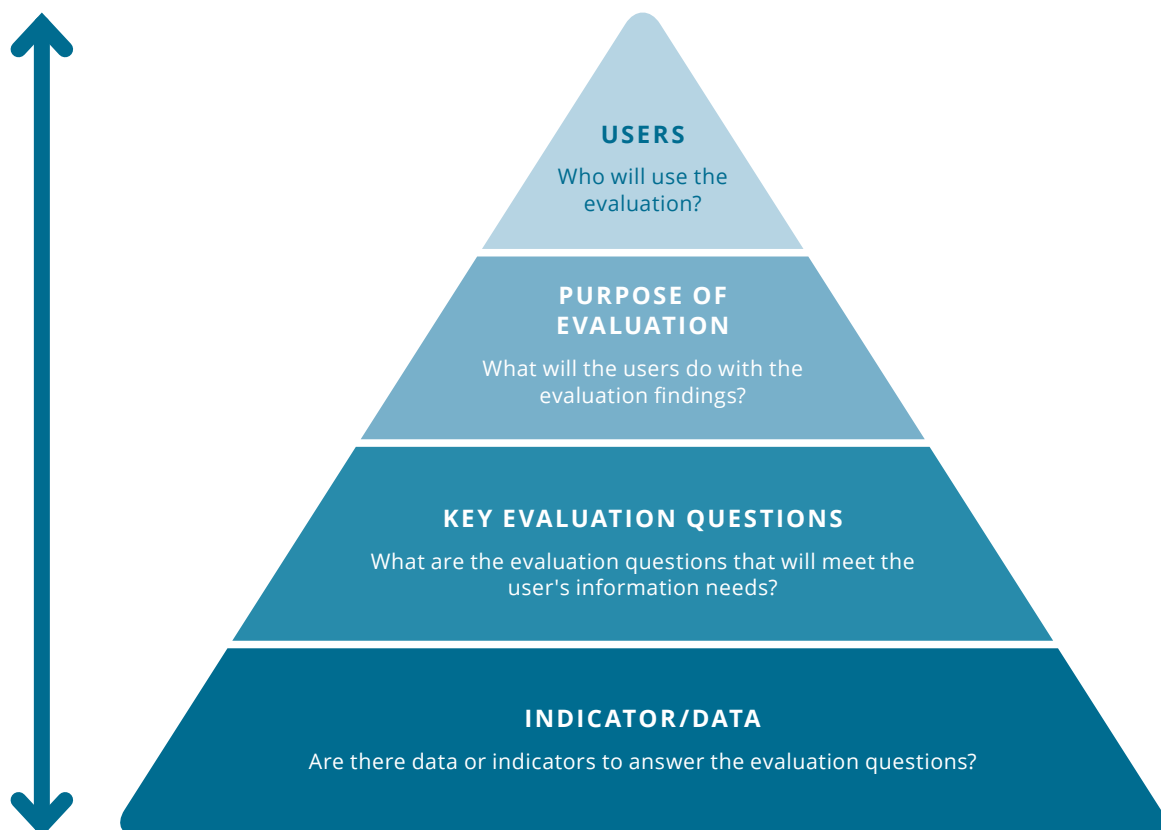 USERS
Who will use the
evaluation?
PURPOSE OF
EVALUATION
What will the users do with the
evaluation findings?
KEY EVALUATION QUESTIONS
What are the evaluation questions that will meet the
user's information needs?
INDICATOR/DATA
Are there data or indicators to answer the evaluation questions?